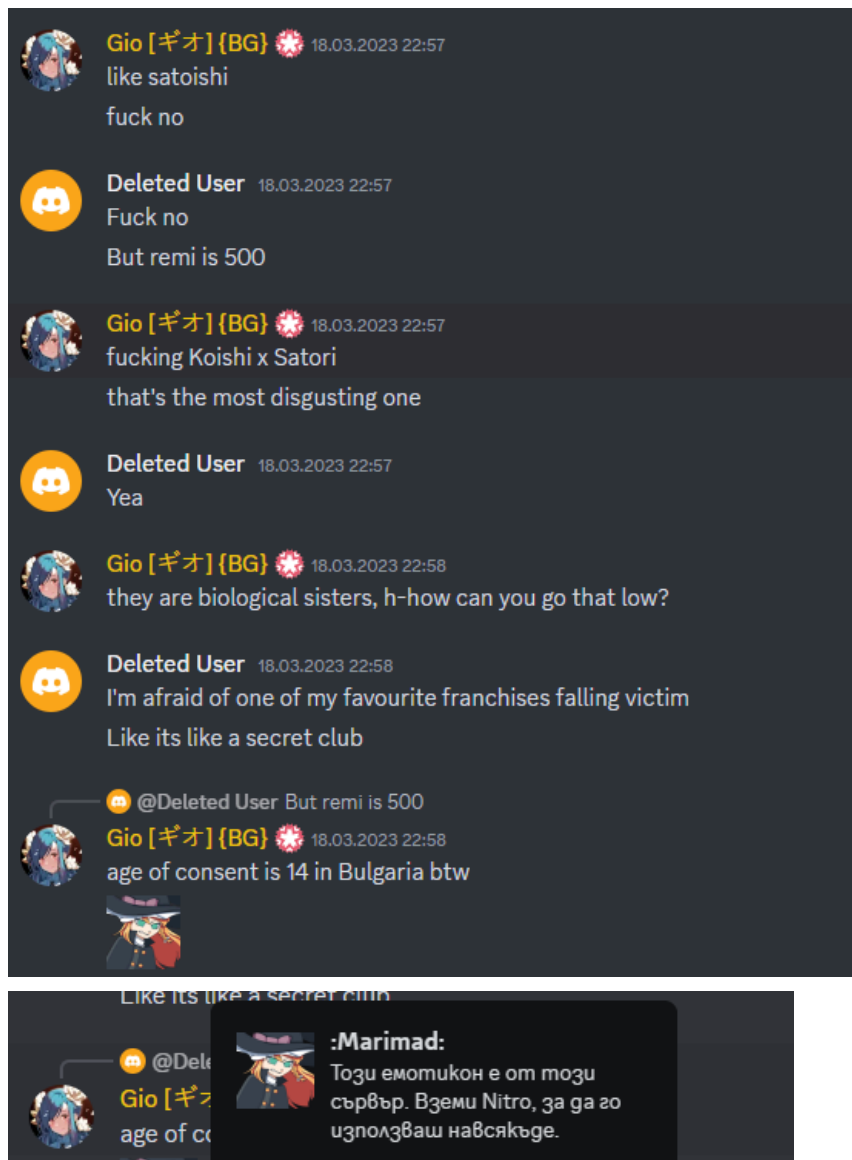 Gio [ギオ] {BG} 18.03.2023 22:57
like satoishi
fuck no
Deleted User 18.03.2023 22:57
Fuck no
But remi is 500
Gio [ギオ] {BG} 18.03.2023 22:57
fucking Koishi x Satori
that's the most disgusting one
Deleted User 18.03.2023 22:57
Yea
Gio [ギオ] {BG} 18.03.2023 22:58
they are biological sisters, h-how can you go that low?
Deleted User 18.03.2023 22:58
I'm afraid of one of my favourite franchises falling victim
Like its like a secret club
@Deleted User But remi is 500
Gio [ギオ] {BG} 18.03.2023 22:58
age of consent is 14 in Bulgaria btw
Like its like a secret club
:Marimad:
@Dele
Този емотикон е от този
Gio [ギオ
сървър. Вземи Nitro, за да го
age of co
използваш навсякъде.